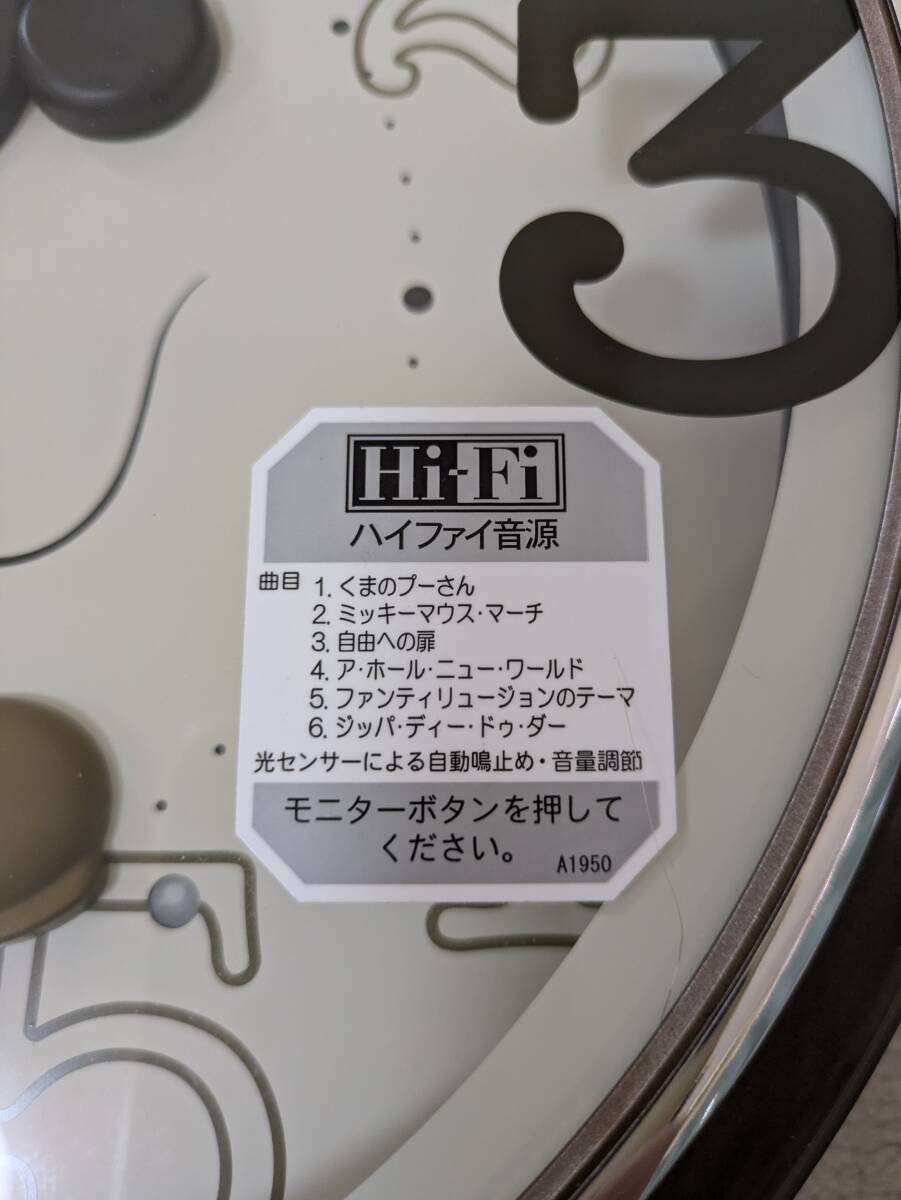 3
Hi-Fi
ハイファイ音源
曲目 1. くまのプーさん
2. ミッキーマウス・マーチ
3. 自由への扉
4. ア・ホール・ニュー・ワールド
5. ファンティリュージョンのテーマ
6. ジッパ・ディー・ドゥ・ダー
光センサーによる自動鳴止め・音量調節
モニターボタンを押して
ください。 A1950
5